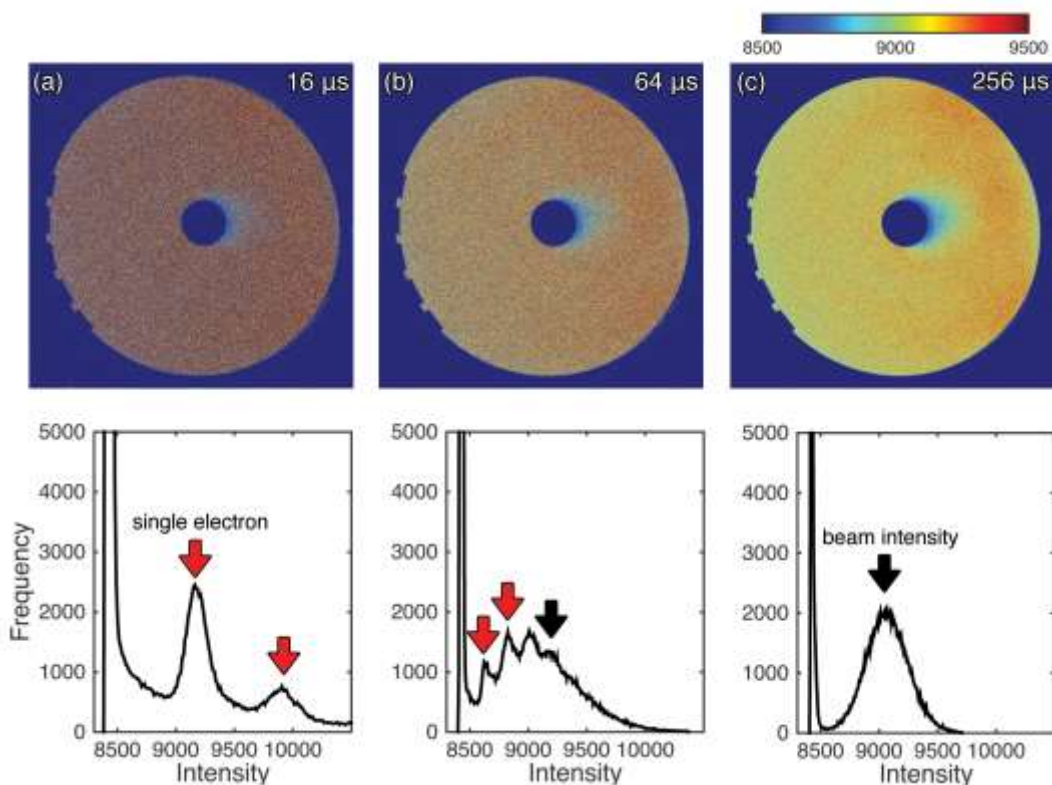 8500 9000 9500
(a) 16 µs (b) 64 µs (c) 256 µs
5000 5000 5000
4000 4000 4000
single electron
3000 3000 beam intensity 3000
2000 2000 2000
1000 1000 1000
0 0 0
8500 9000 9500 10000 8500 9000 9500 10000 8500 9000 9500 10000
Frequency
Intensity Intensity Intensity